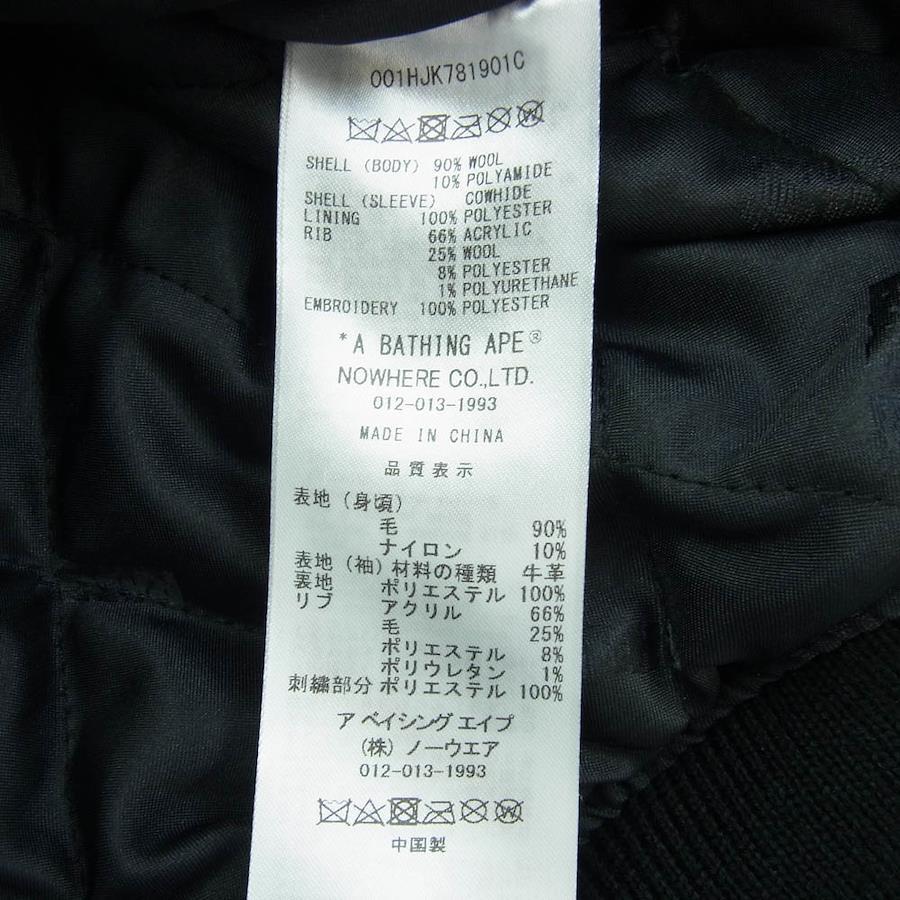 001HJK781901C
SHELL (BODY) 90% WOOL
10% POLYAMIDE
SHELL (SLEEVE) COWHIDE
LINING 100% POLYESTER
RIB 66% ACRYLIC
25% WOOL
8% POLYESTER
1% POLYURETHANE
EMBROIDERY 100% POLYESTER
*A BATHING APE®
NOWHERE CO.,LTD.
012-013-1993
MADE IN CHINA
品質表示
表地 (身頃)
毛 90%
ナイロン 10%
表地 (袖) 材料の種類 牛革
裏地 ポリエステル 100%
リブ アクリル 66%
毛 25%
ポリエステル 8%
ポリウレタン 1%
刺繍部分 ポリエステル 100%
ア ベイシング エイプ
(株) ノーウエア
012-013-1993
中国製